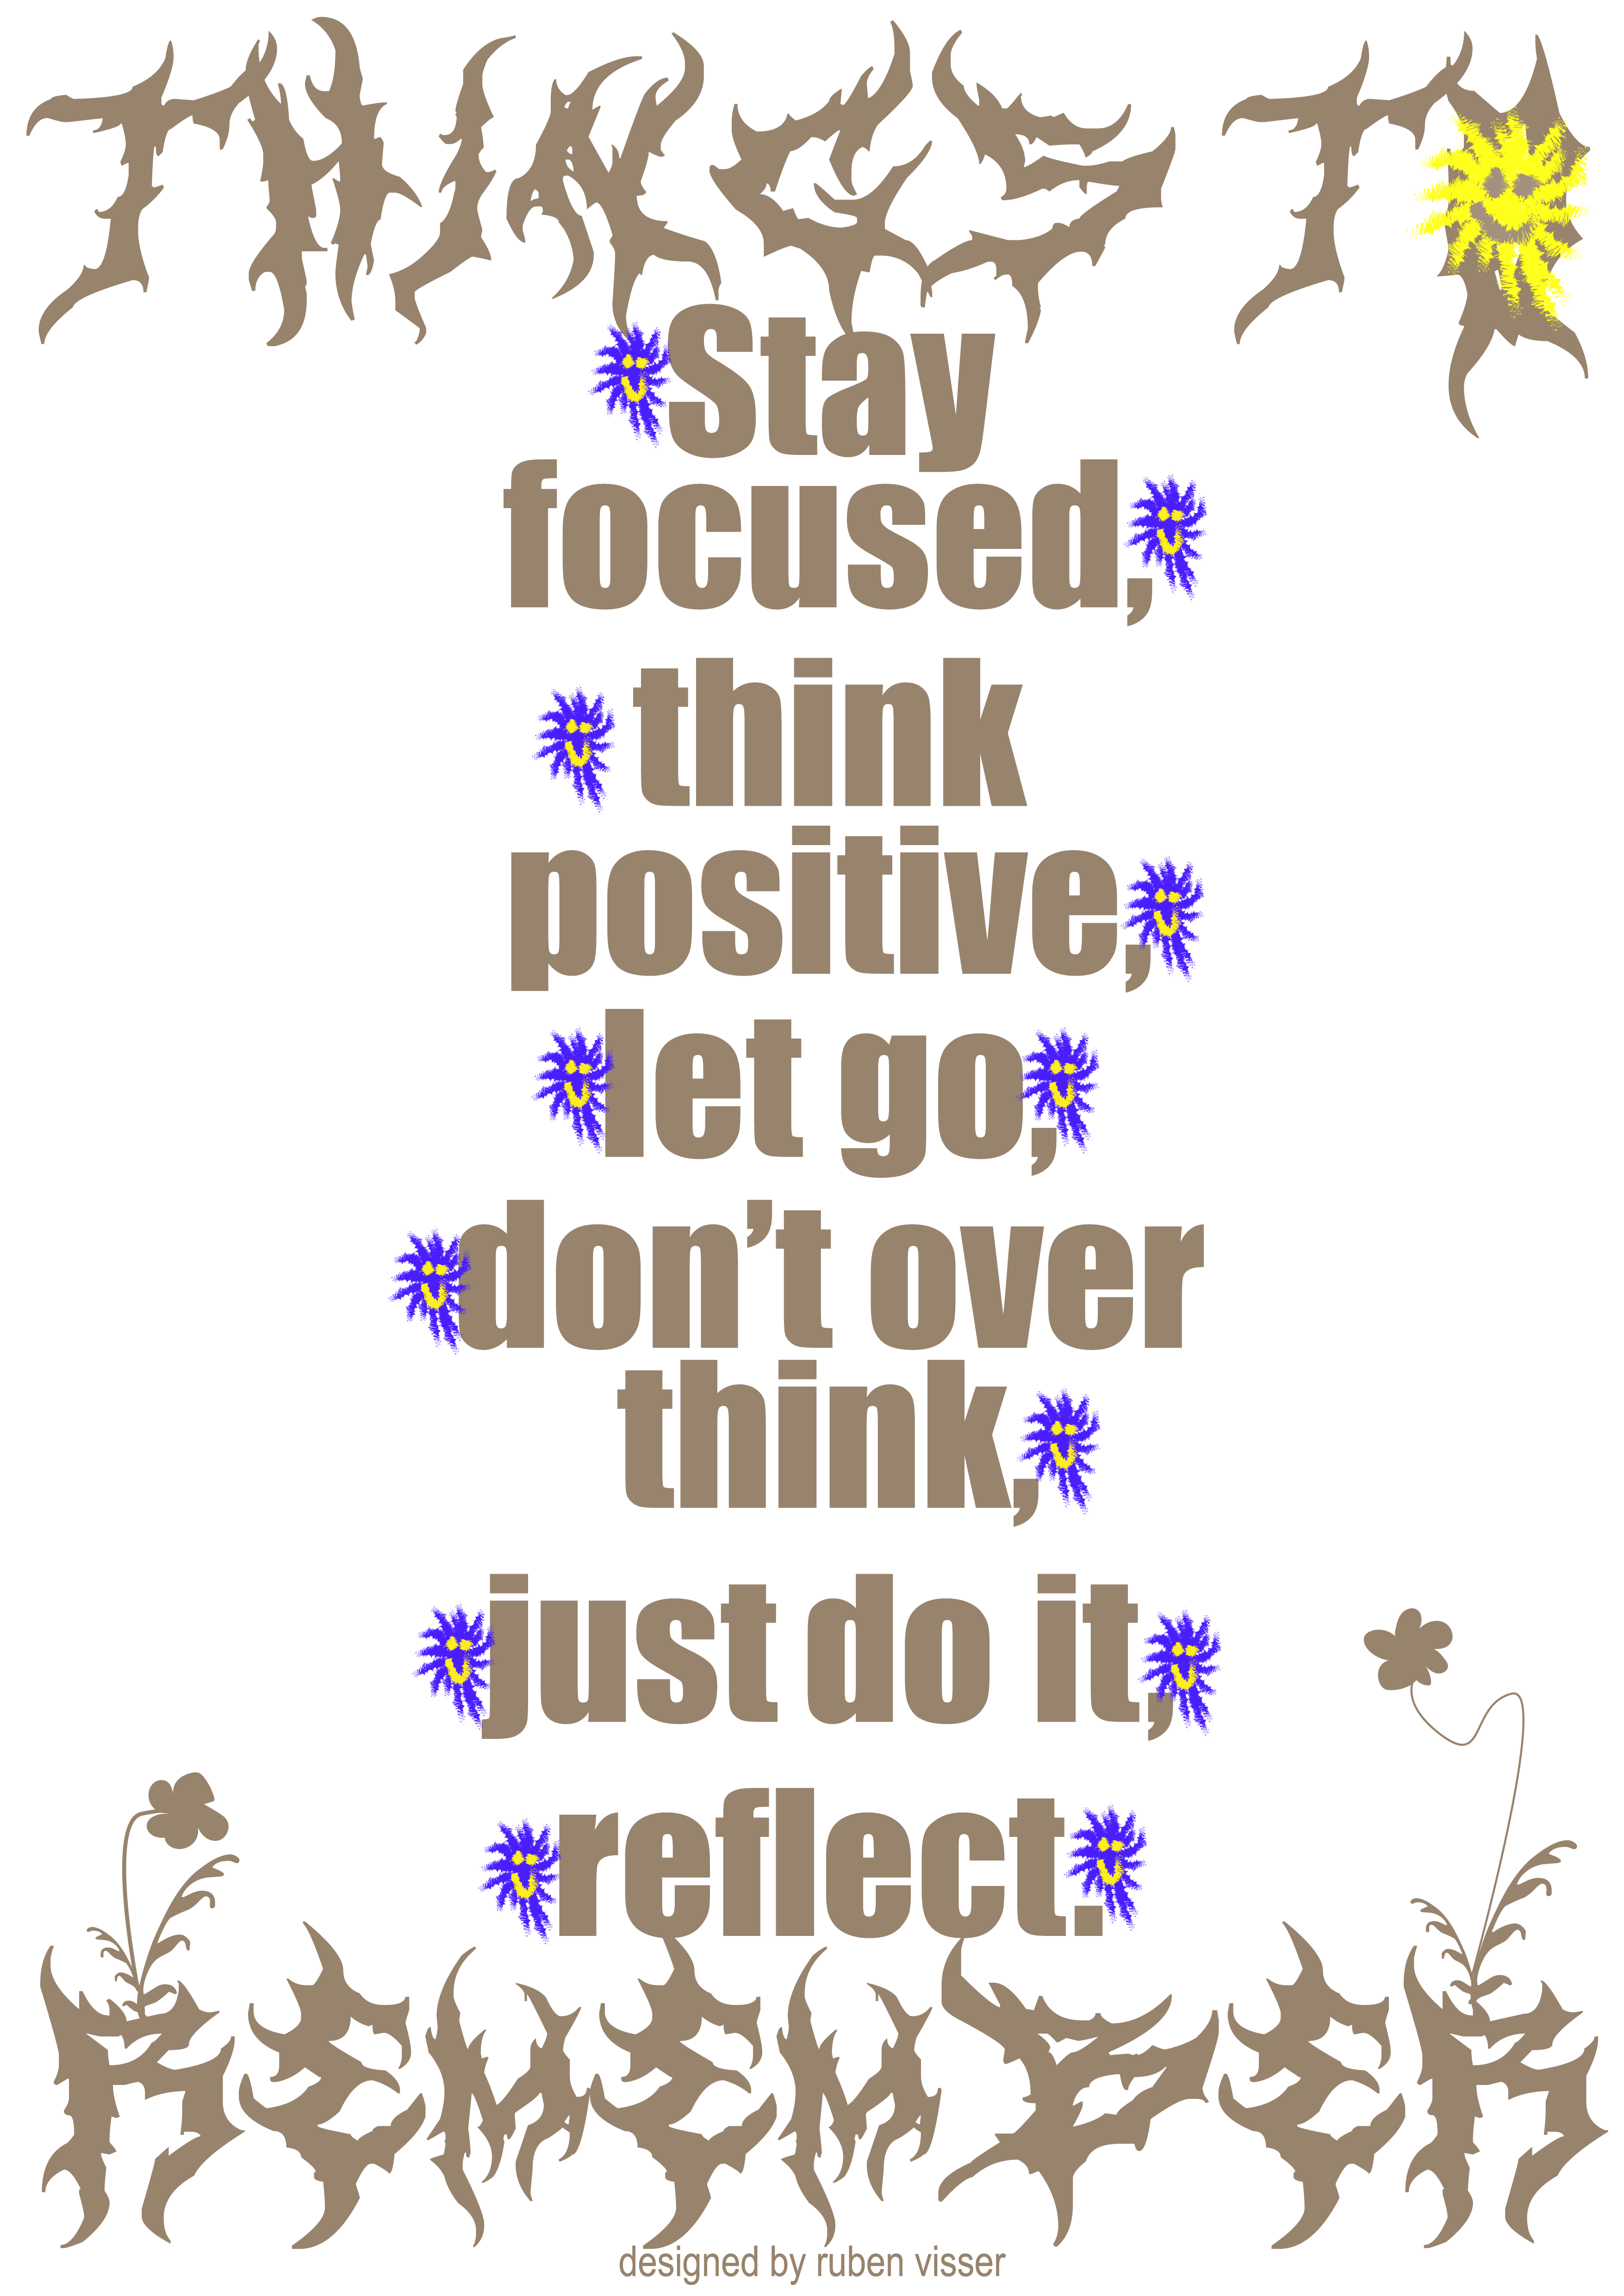 THINGS TO
Stay
focused,
think
positive,
let go,
don't over
think,
just do it,
reflect.
REMEMBER
designed by ruben visser